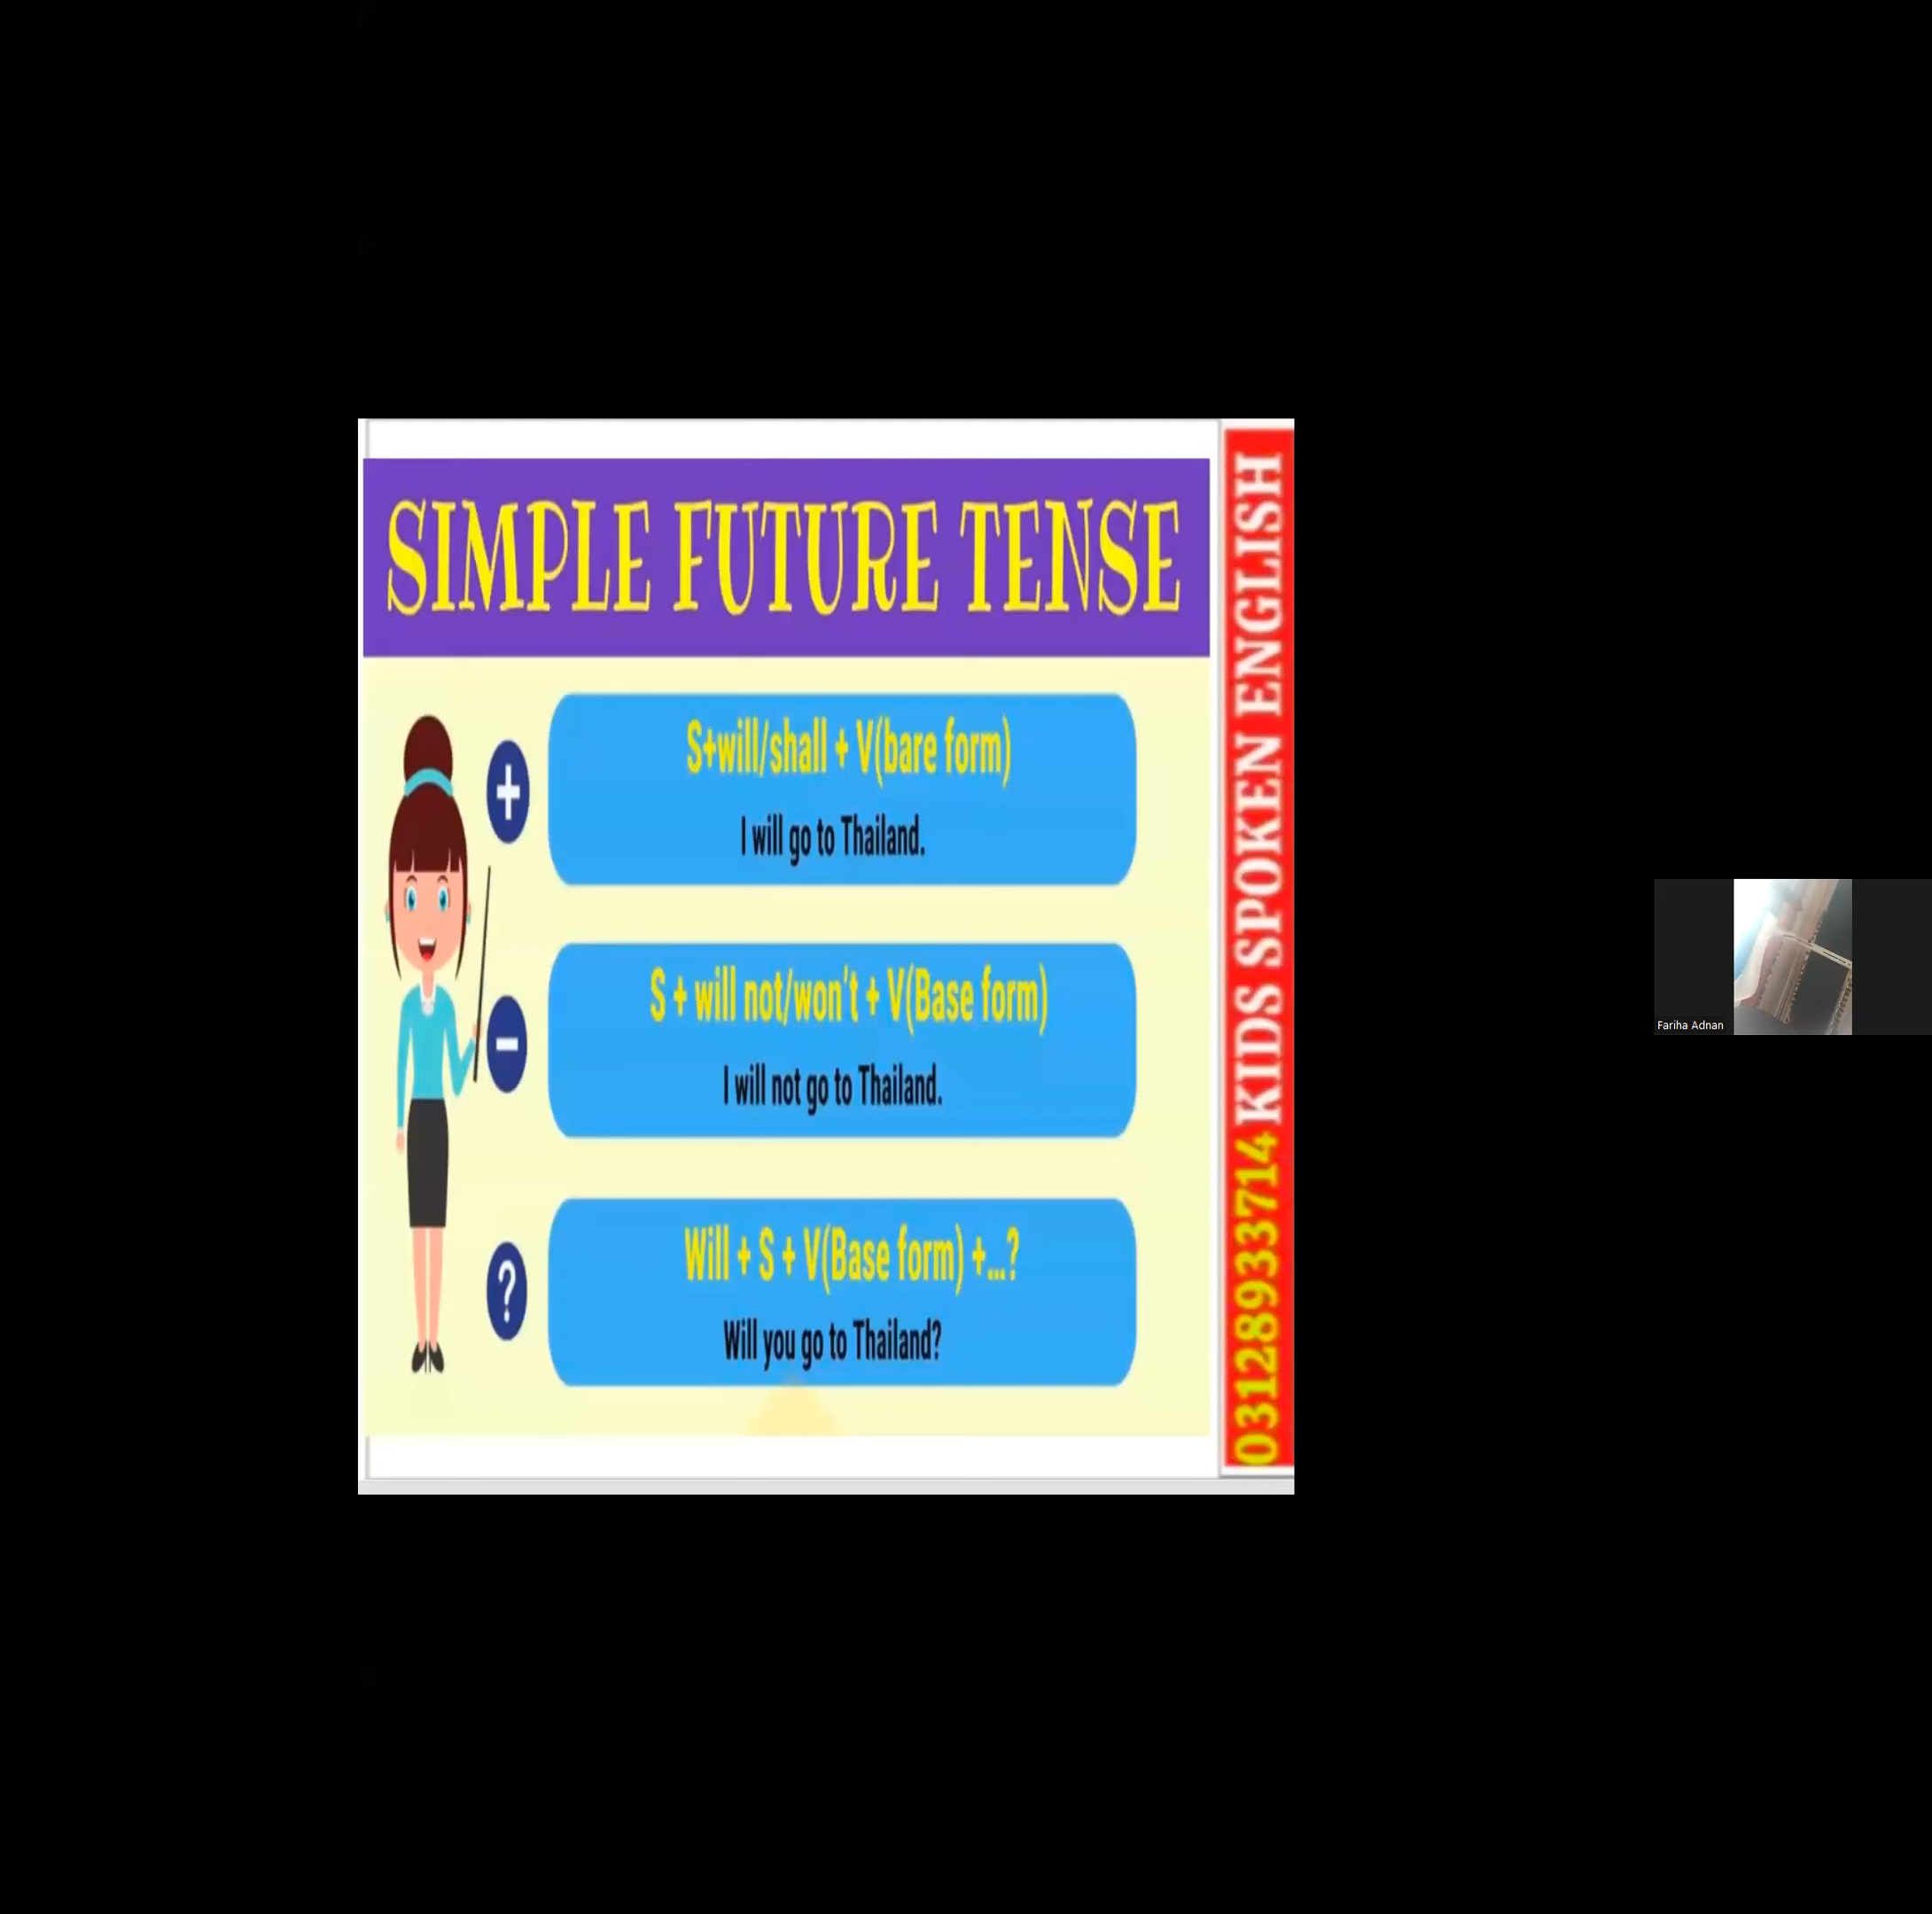 SIMPLE FUTURE TENSE
+
S+will/shall + V(bare form)
I will go to Thailand.
-
S + will not/won't + V(Base form)
I will not go to Thailand.
?
Will + S + V(Base form) +...?
Will you go to Thailand?
03128933714 KIDS SPOKEN ENGLISH
Fariha Adnan